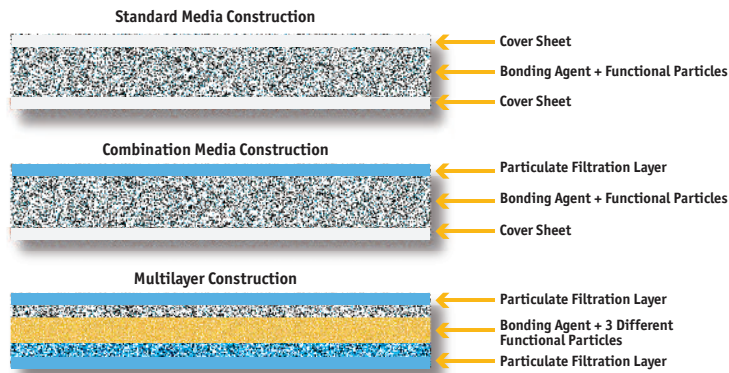 Standard Media Construction
Cover Sheet
Bonding Agent + Functional Particles
Cover Sheet
Combination Media Construction
Particulate Filtration Layer
Bonding Agent + Functional Particles
Cover Sheet
Multilayer Construction
Particulate Filtration Layer
Bonding Agent + 3 Different
Functional Particles
Particulate Filtration Layer